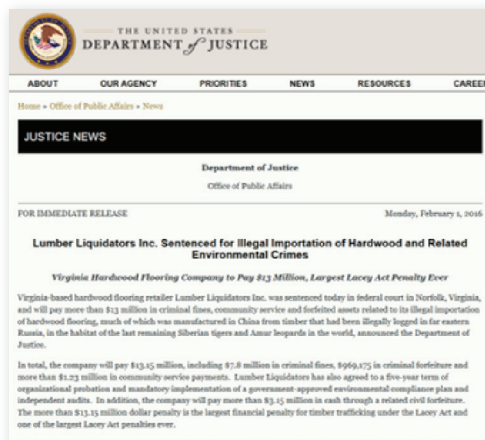 THE UNITED STATES
DEPARTMENT of JUSTICE
ABOUT OUR AGENCY PRIORITIES NEWS RESOURCES CAREE
Home » Office of Public Affairs » News
JUSTICE NEWS
Department of Justice
Office of Public Affairs
FOR IMMEDIATE RELEASE Monday, February 1, 2016
Lumber Liquidators Inc. Sentenced for Illegal Importation of Hardwood and Related
Environmental Crimes
Virginia Hardwood Flooring Company to Pay $13 Million, Largest Lacey Act Penalty Ever
Virginia-based hardwood flooring retailer Lumber Liquidators Inc. was sentenced today in federal court in Norfolk, Virginia,
and will pay more than $13 million in criminal fines, community service and forfeited assets related to its illegal importation
of hardwood flooring, much of which was manufactured in China from timber that had been illegally logged in far eastern
Russia, in the habitat of the last remaining Siberian tigers and Amur leopards in the world, announced the Department of
Justice.
In total, the company will pay $13.15 million, including $7.8 million in criminal fines, $969,175 in criminal forfeiture and
more than $1.23 million in community service payments. Lumber Liquidators has also agreed to a five-year term of
organizational probation and mandatory implementation of a government-approved environmental compliance plan and
independent audits. In addition, the company will pay more than $3.15 million in cash through a related civil forfeiture.
The more than $13.15 million dollar penalty is the largest financial penalty for timber trafficking under the Lacey Act and
one of the largest Lacey Act penalties ever.